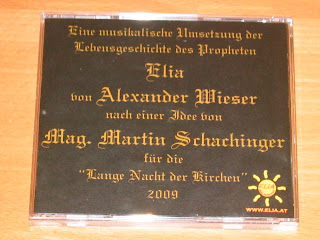 Eine musikalische Umsetzung der
Lebensgeschichte des Propheten
Elia
von Alexander Wieser
nach einer Idee von
Mag. Martin Schachinger
für die
"Lange Nacht der Kirchen"
2009
WWW.ELIA.AT